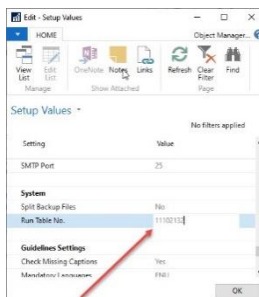 Edit - Setup Values
HOME
Object Manager...
View List
Edit List
OneNote
Notes
Links
Refresh
Clear Filter
Find
Manage
Show Attached
Page
Setup Values
No filters applied
Setting Value
SMTP Port 25
System
Split Backup Files No
Run Table No. 11102132
Guidelines Settings
Check Missing Captions Yes
Mandatory Languages ENU
OK